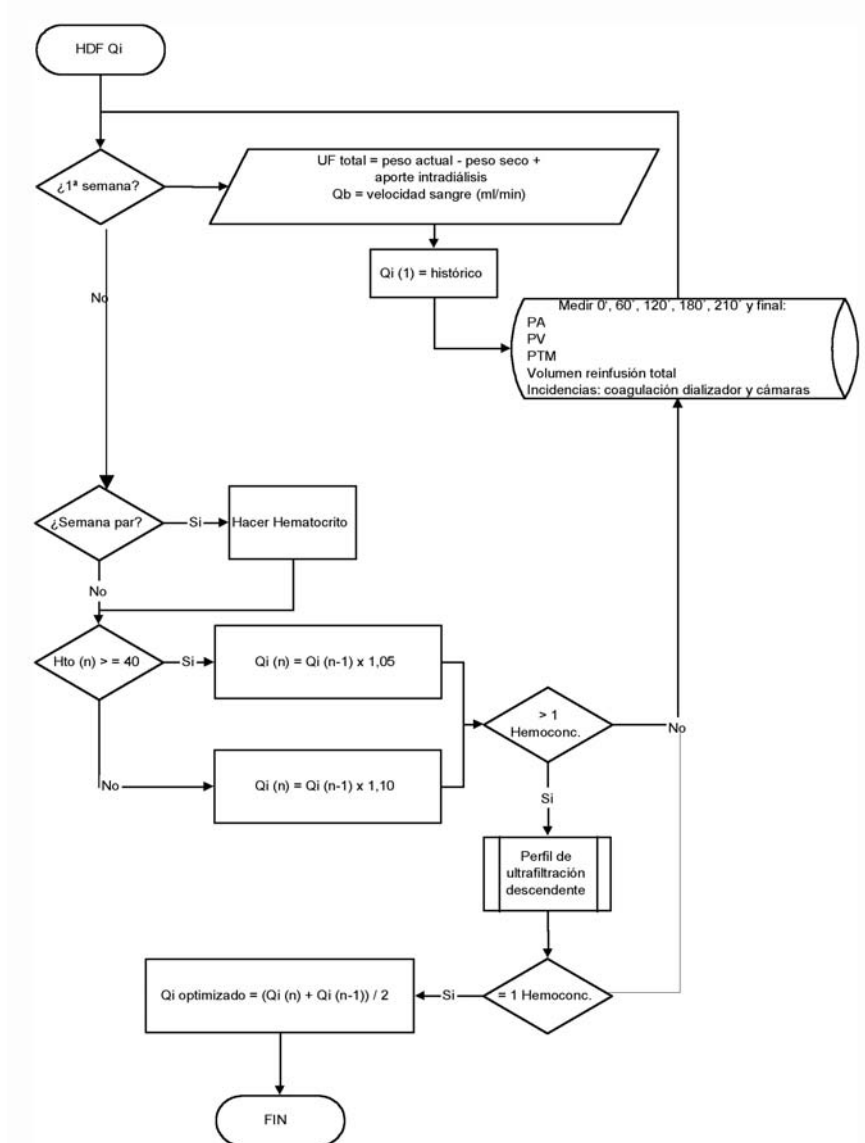 HDF Qi
¿1ª semana?
UF total = peso actual - peso seco +
aporte intradiálisis
Qb = velocidad sangre (ml/min)
Qi (1) = histórico
Medir 0', 60´, 120´, 180´, 210´ y final:
PA
PV
PTM
Volumen reinfusión total
Incidencias: coagulación dializador y cámaras
No
¿Semana par?
Si
Hacer Hematocrito
No
Hto (n) > = 40
Si
Qi (n) = Qi (n-1) x 1,05
> 1
Hemoconc.
No
No
Qi (n) = Qi (n-1) x 1,10
Si
Perfil de
ultrafiltración
descendente
= 1 Hemoconc.
Si
Qi optimizado = (Qi (n) + Qi (n-1)) / 2
FIN